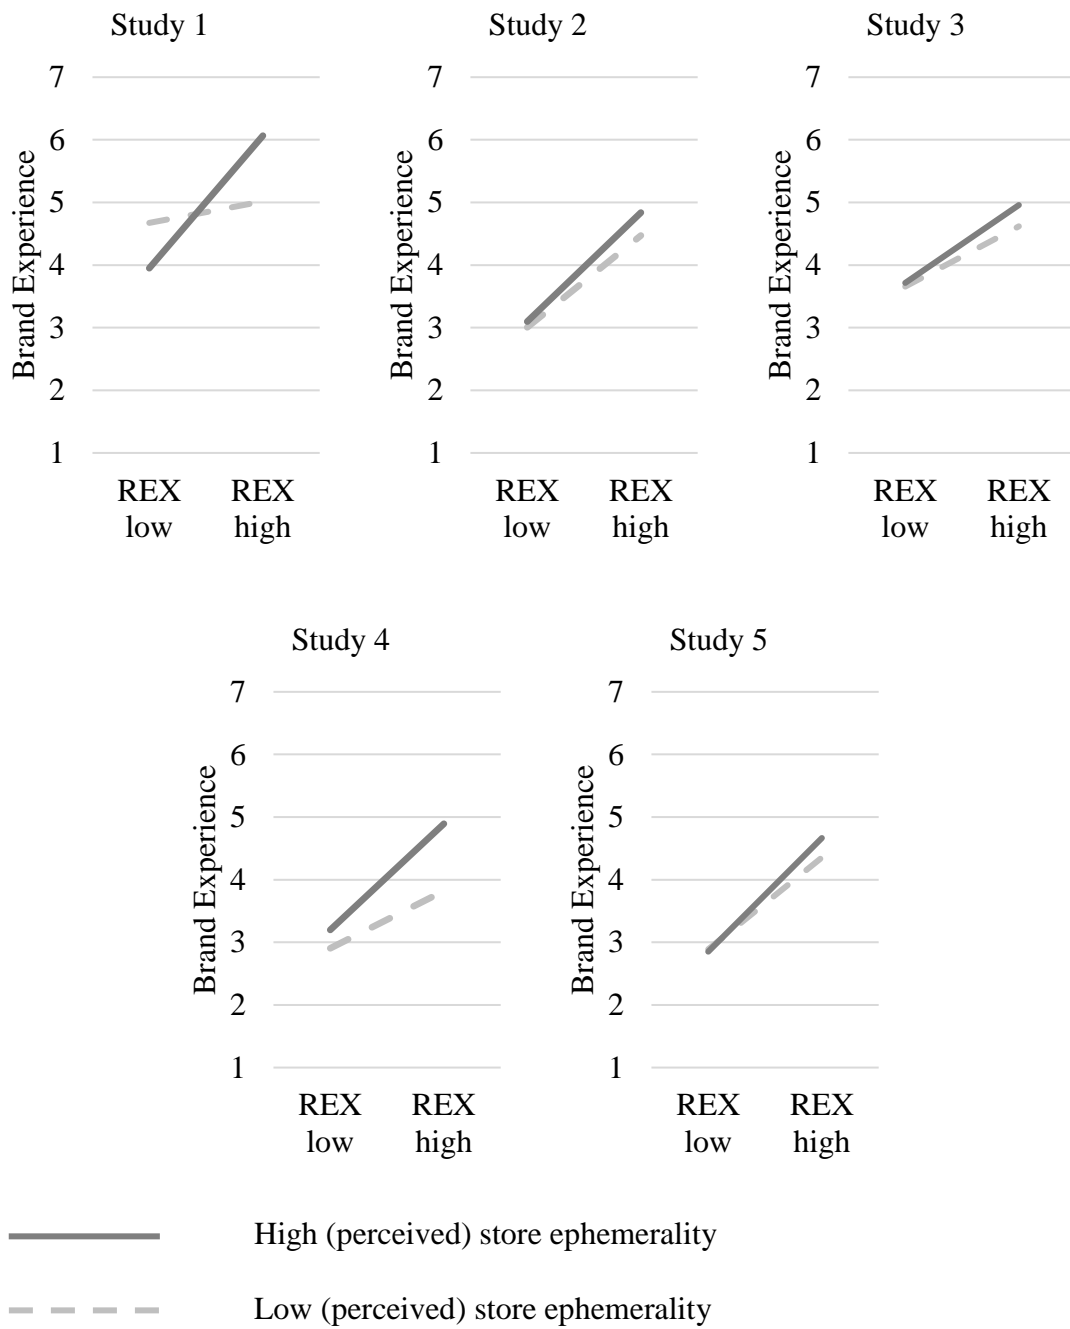 Study 1
7
6
5
4
3
2
1
Brand Experience
REX low
REX high
Study 2
7
6
5
4
3
2
1
Brand Experience
REX low
REX high
Study 3
7
6
5
4
3
2
1
Brand Experience
REX low
REX high
Study 4
7
6
5
4
3
2
1
Brand Experience
REX low
REX high
Study 5
7
6
5
4
3
2
1
Brand Experience
REX low
REX high
High (perceived) store ephemerality
Low (perceived) store ephemerality